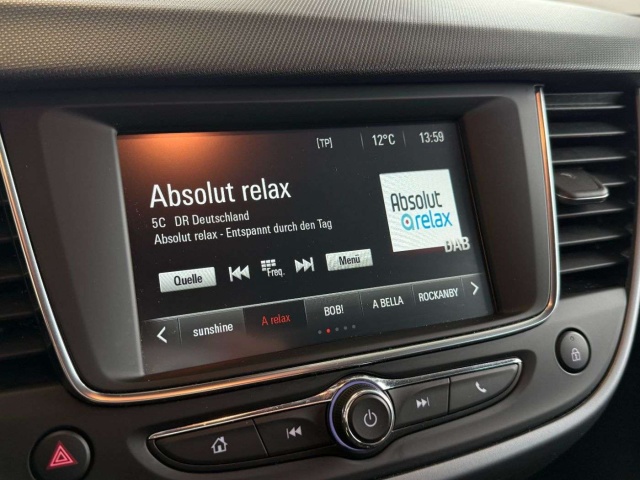 [TP] 12°C 13:59
Absolut relax
5C DR Deutschland
Absolut relax - Entspannt durch den Tag
Absolut
relax
DAB
Quelle Freq. Menü
sunshine A relax BOB! A BELLA ROCKANBY